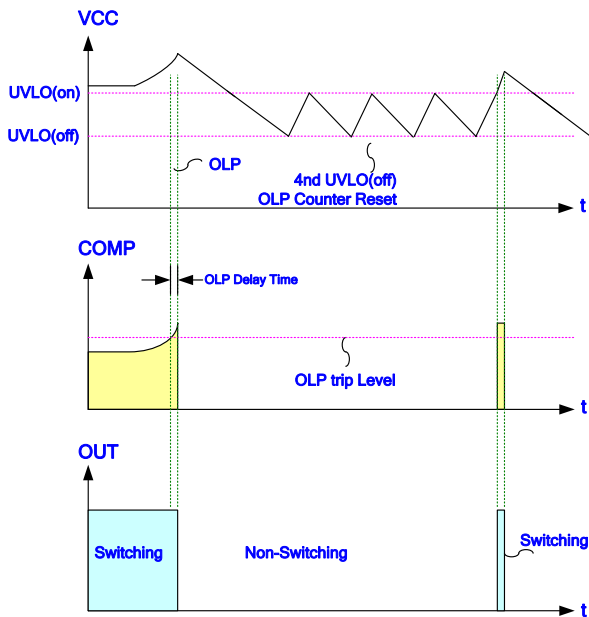 VCC
UVLO(on)
UVLO(off)
OLP
4nd UVLO(off)
OLP Counter Reset
t
COMP
OLP Delay Time
OLP trip Level
t
OUT
Switching
Non-Switching
Switching
t